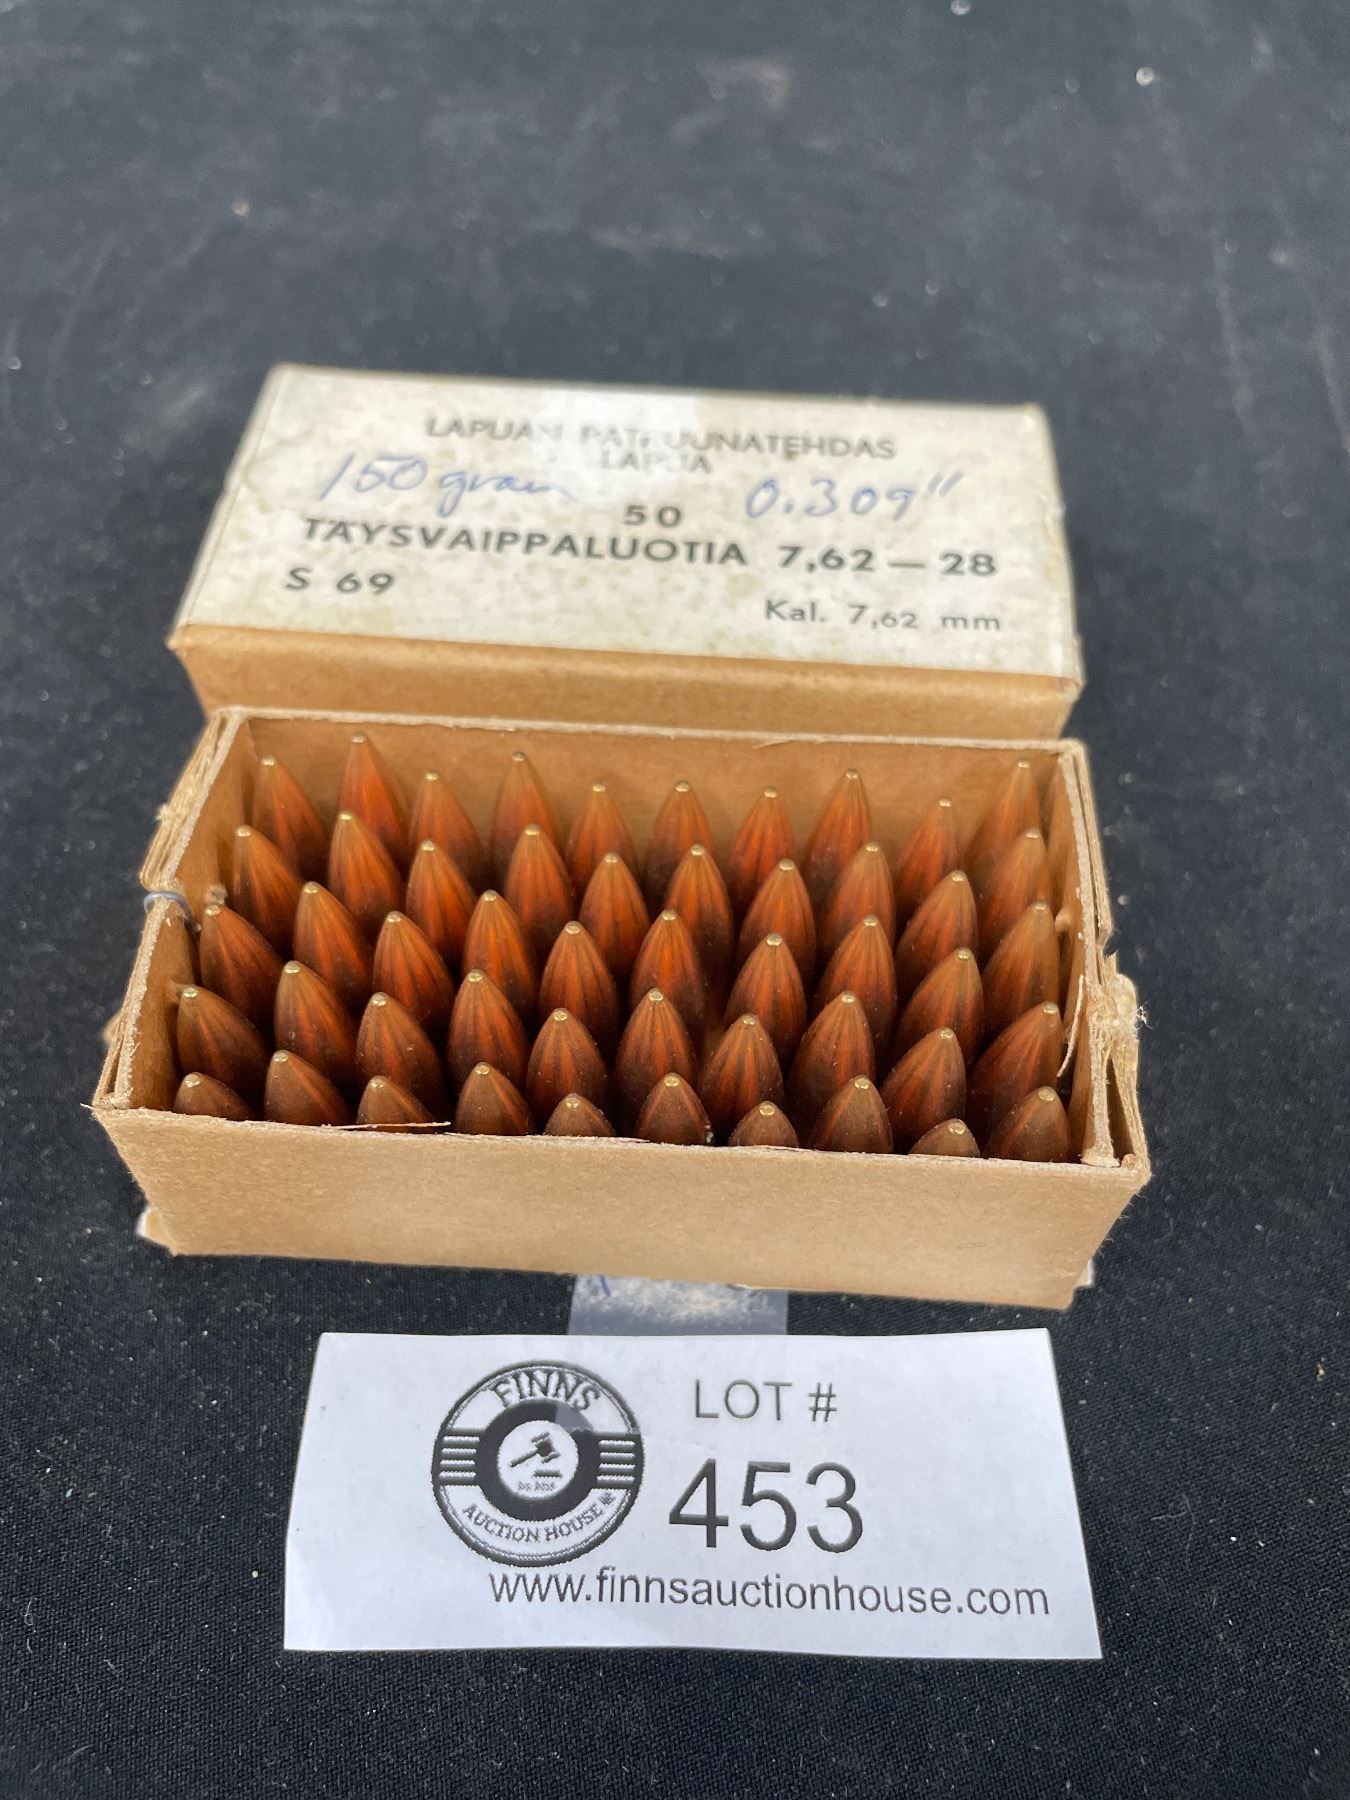 LAPUAN PATRUUNATEHDAS
LAPUA
150 grain 0.309"
50
TÄYSVAIPPALUOTIA 7,62 — 28
S 69
Kal. 7,62 mm
FINNS
AUCTION HOUSE
LOT #
453
www.finnsauctionhouse.com